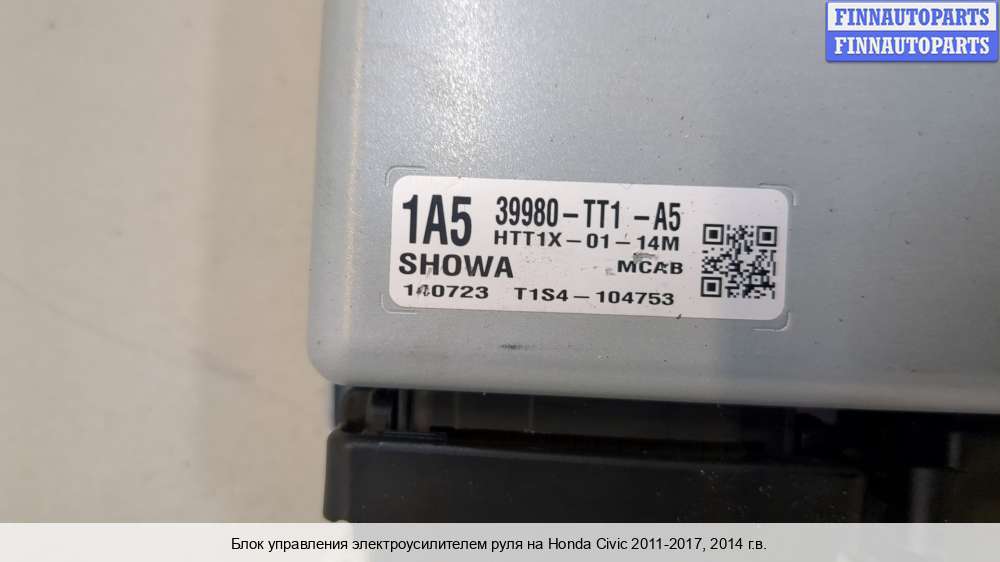 FINNAUTOPARTS
FINNAUTOPARTS
1A5 39980-TT1 -A5
HTT1X-01-14M
SHOWA MCAB
140723 T1S4-104753
Блок управления электроусилителем руля на Honda Civic 2011-2017, 2014 г.в.